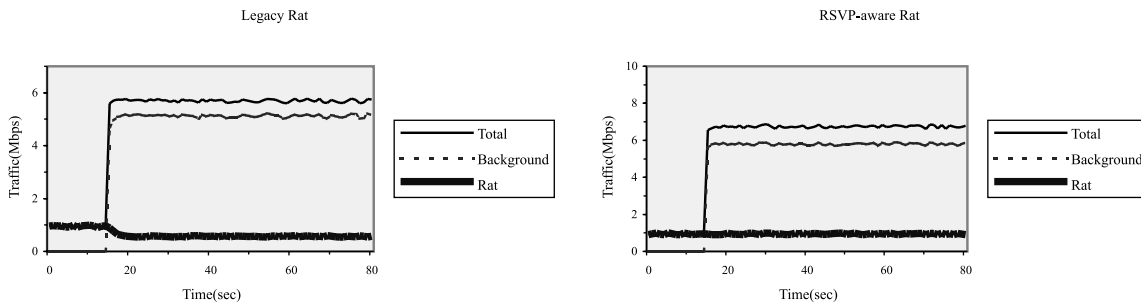 Legacy Rat
6
4
2
0
Traffic(Mbps)
0
20
40
60
80
Time(sec)
Total
Background
Rat
RSVP-aware Rat
10
8
6
4
2
0
Traffic(Mbps)
0
20
40
60
80
Time(sec)
Total
Background
Rat